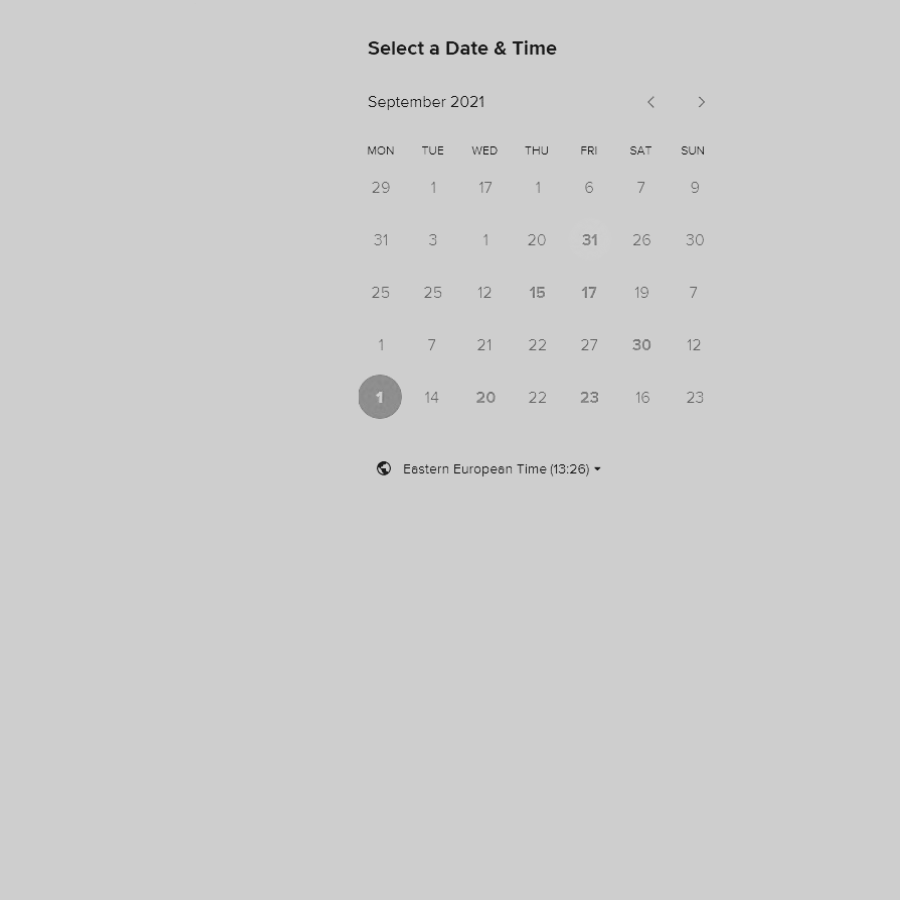 Select a Date & Time
September 2021
MON TUE WED THU FRI SAT SUN
29 1 17 1 6 7 9
31 3 1 20 31 26 30
25 25 12 15 17 19 7
1 7 21 22 27 30 12
1 14 20 22 23 16 23
Eastern European Time (13:26)